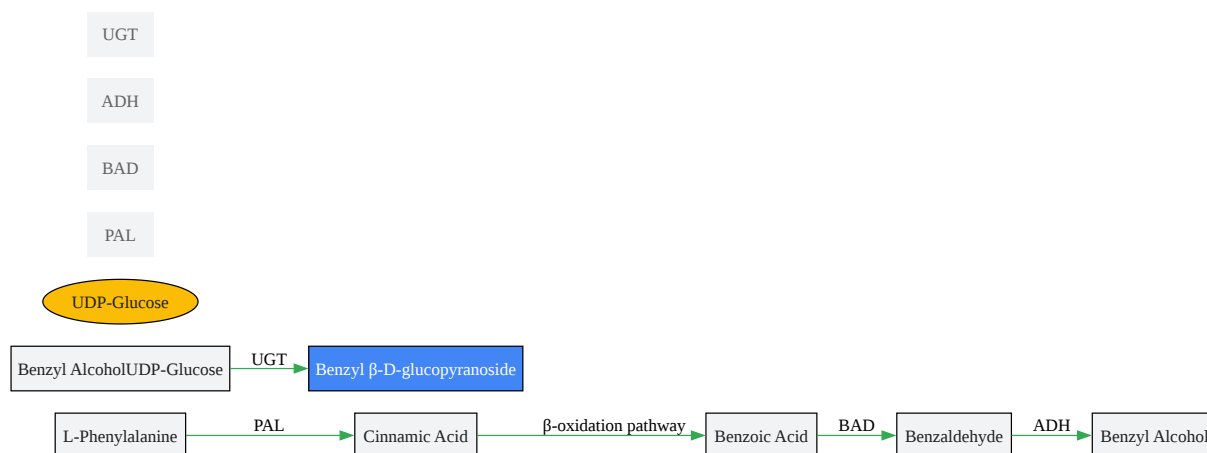 UGT
ADH
BAD
PAL
UDP-Glucose
Benzyl AlcoholUDP-Glucose UGT Benzyl β-D-glucopyranoside
L-Phenylalanine PAL Cinnamic Acid β-oxidation pathway Benzoic Acid BAD Benzaldehyde ADH Benzyl Alcohol